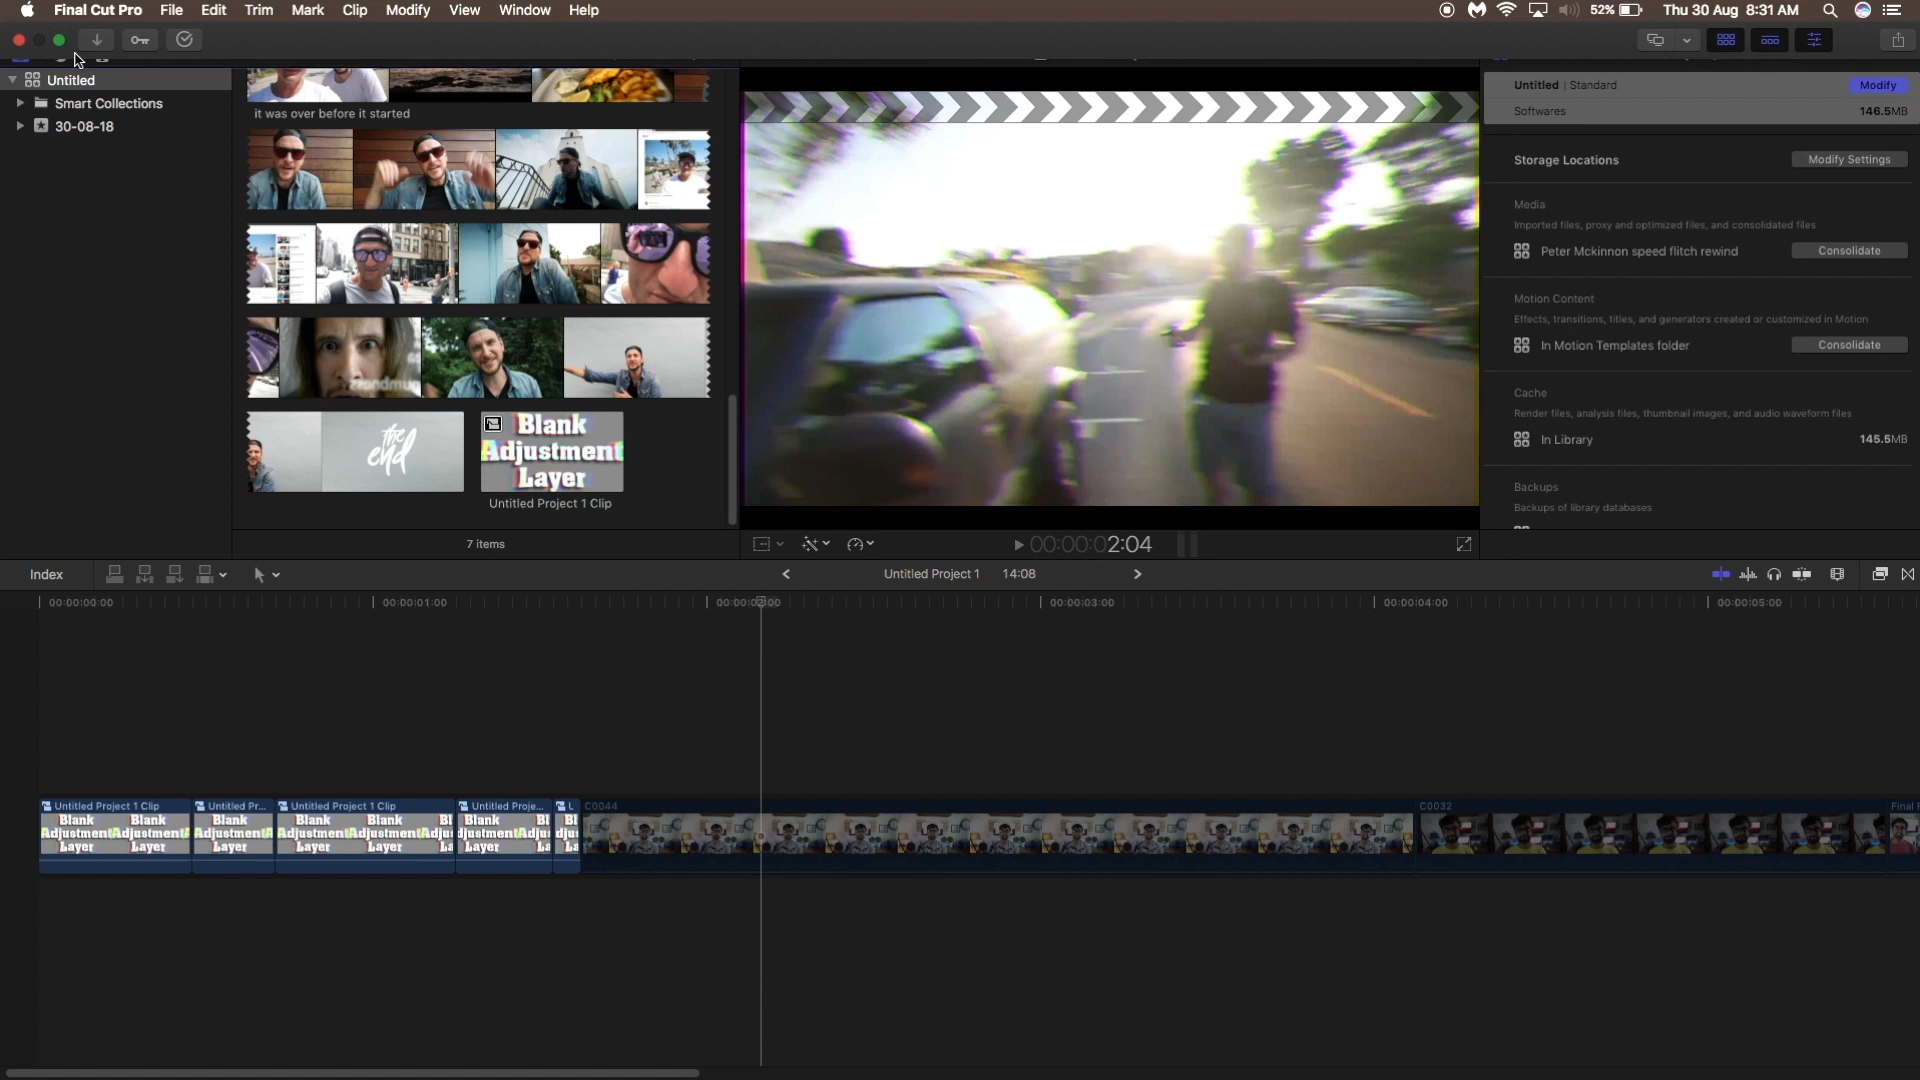 Final Cut Pro File Edit Trim Mark Clip Modify View Window Help 52% Thu 30 Aug 8:31 AM
Untitled
Smart Collections
30-08-18
it was over before it started
Blank
Adjustment
Layer
Untitled Project 1 Clip
7 items
Untitled | Standard Modify
Softwares 146.5MB
Storage Locations Modify Settings
Media
Imported files, proxy and optimized files, and consolidated files
Peter Mckinnon speed flitch rewind Consolidate
Motion Content
Effects, transitions, titles, and generators created or customized in Motion
In Motion Templates folder Consolidate
Cache
Render files, analysis files, thumbnail images, and audio waveform files
In Library 145.5MB
Backups
Backups of library databases
the
end
00:00:02:04
Index Untitled Project 1 14:08
00:00:00:00 00:00:01:00 00:00:02:00 00:00:03:00 00:00:04:00 00:00:05:00
Untitled Project 1 Clip Untitled Pr... Untitled Project 1 Clip Untitled Proje... U C0044 C0032 Final F
Blank Blank Blank Blank Blank Blank
Adjustment Adjustment Adjustment Adjustment Adjustment
Layer Layer Layer Layer Layer Layer